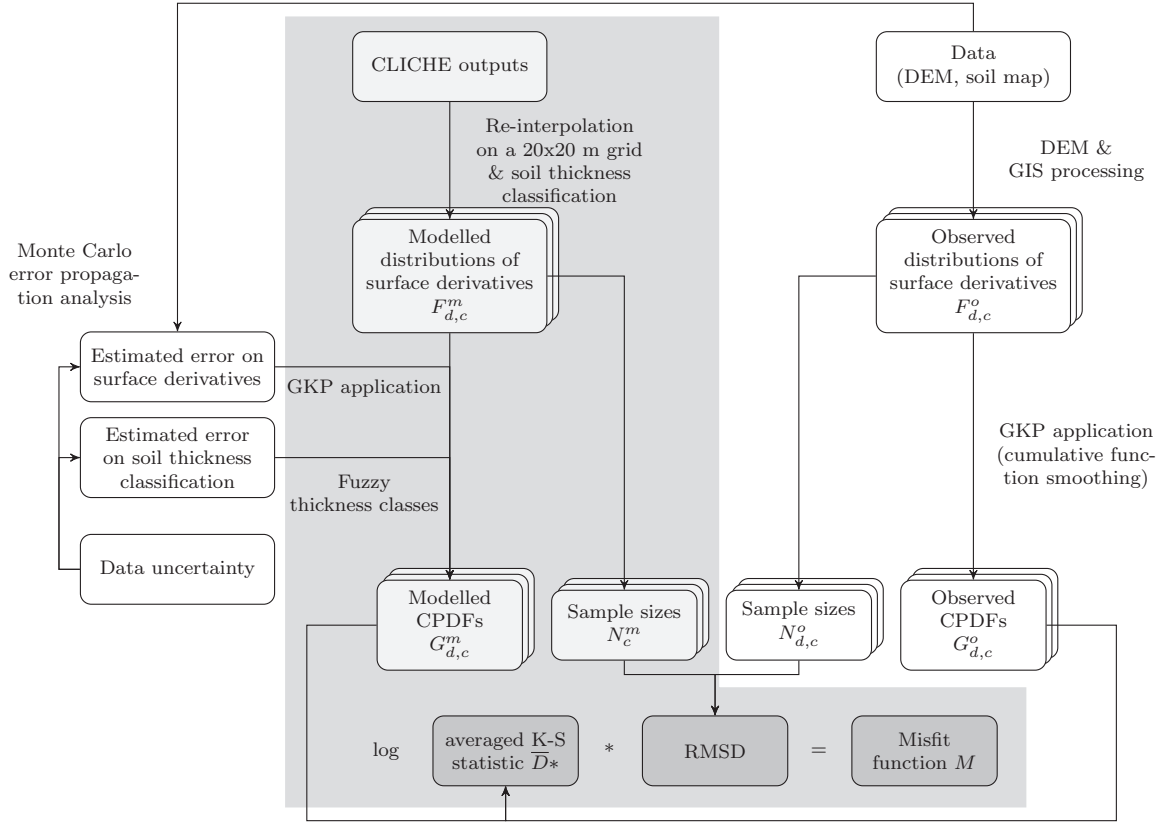 CLICHE outputs
Data
(DEM, soil map)
Re-interpolation
on a 20x20 m grid
& soil thickness
classification
DEM &
GIS processing
Monte Carlo
error propaga-
tion analysis
Modelled
distributions of
surface derivatives
F^m_{d,c}
Observed
distributions of
surface derivatives
F^o_{d,c}
Estimated error on
surface derivatives
GKP application
Estimated error
on soil thickness
classification
Fuzzy
thickness classes
GKP application
(cumulative func-
tion smoothing)
Data uncertainty
Modelled
CPDFs
G^m_{d,c}
Sample sizes
N^m_c
Sample sizes
N^o_{d,c}
Observed
CPDFs
G^o_{d,c}
log
averaged K-S
statistic \overline{D}*
*
RMSD
=
Misfit
function M